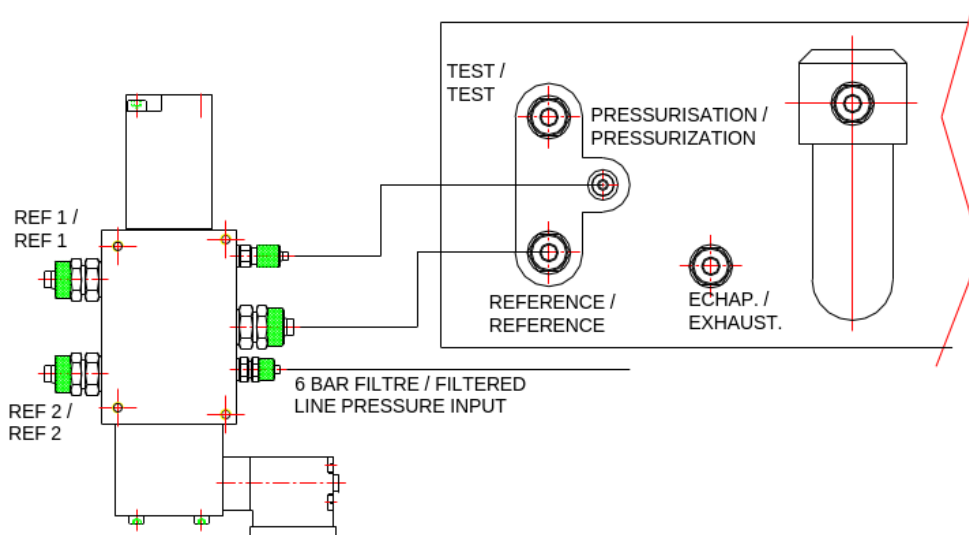 TEST /
TEST
PRESSURISATION /
PRESSURIZATION
REF 1 /
REF 1
REFERENCE /
REFERENCE
ECHAP. /
EXHAUST.
6 BAR FILTRE / FILTERED
LINE PRESSURE INPUT
REF 2 /
REF 2